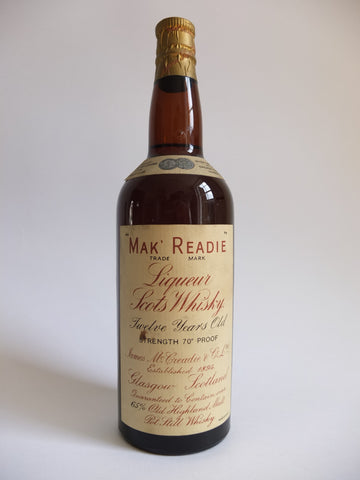 "MAK' READIE"
TRADE MARK
Liqueur
Scots Whisky
Twelve Years Old
STRENGTH 70° PROOF
James McCreadie & Co. Ltd.
Established
Glasgow Scotland
Guaranteed to Contain over
65% Old Highland Malt
Pot Still Whisky